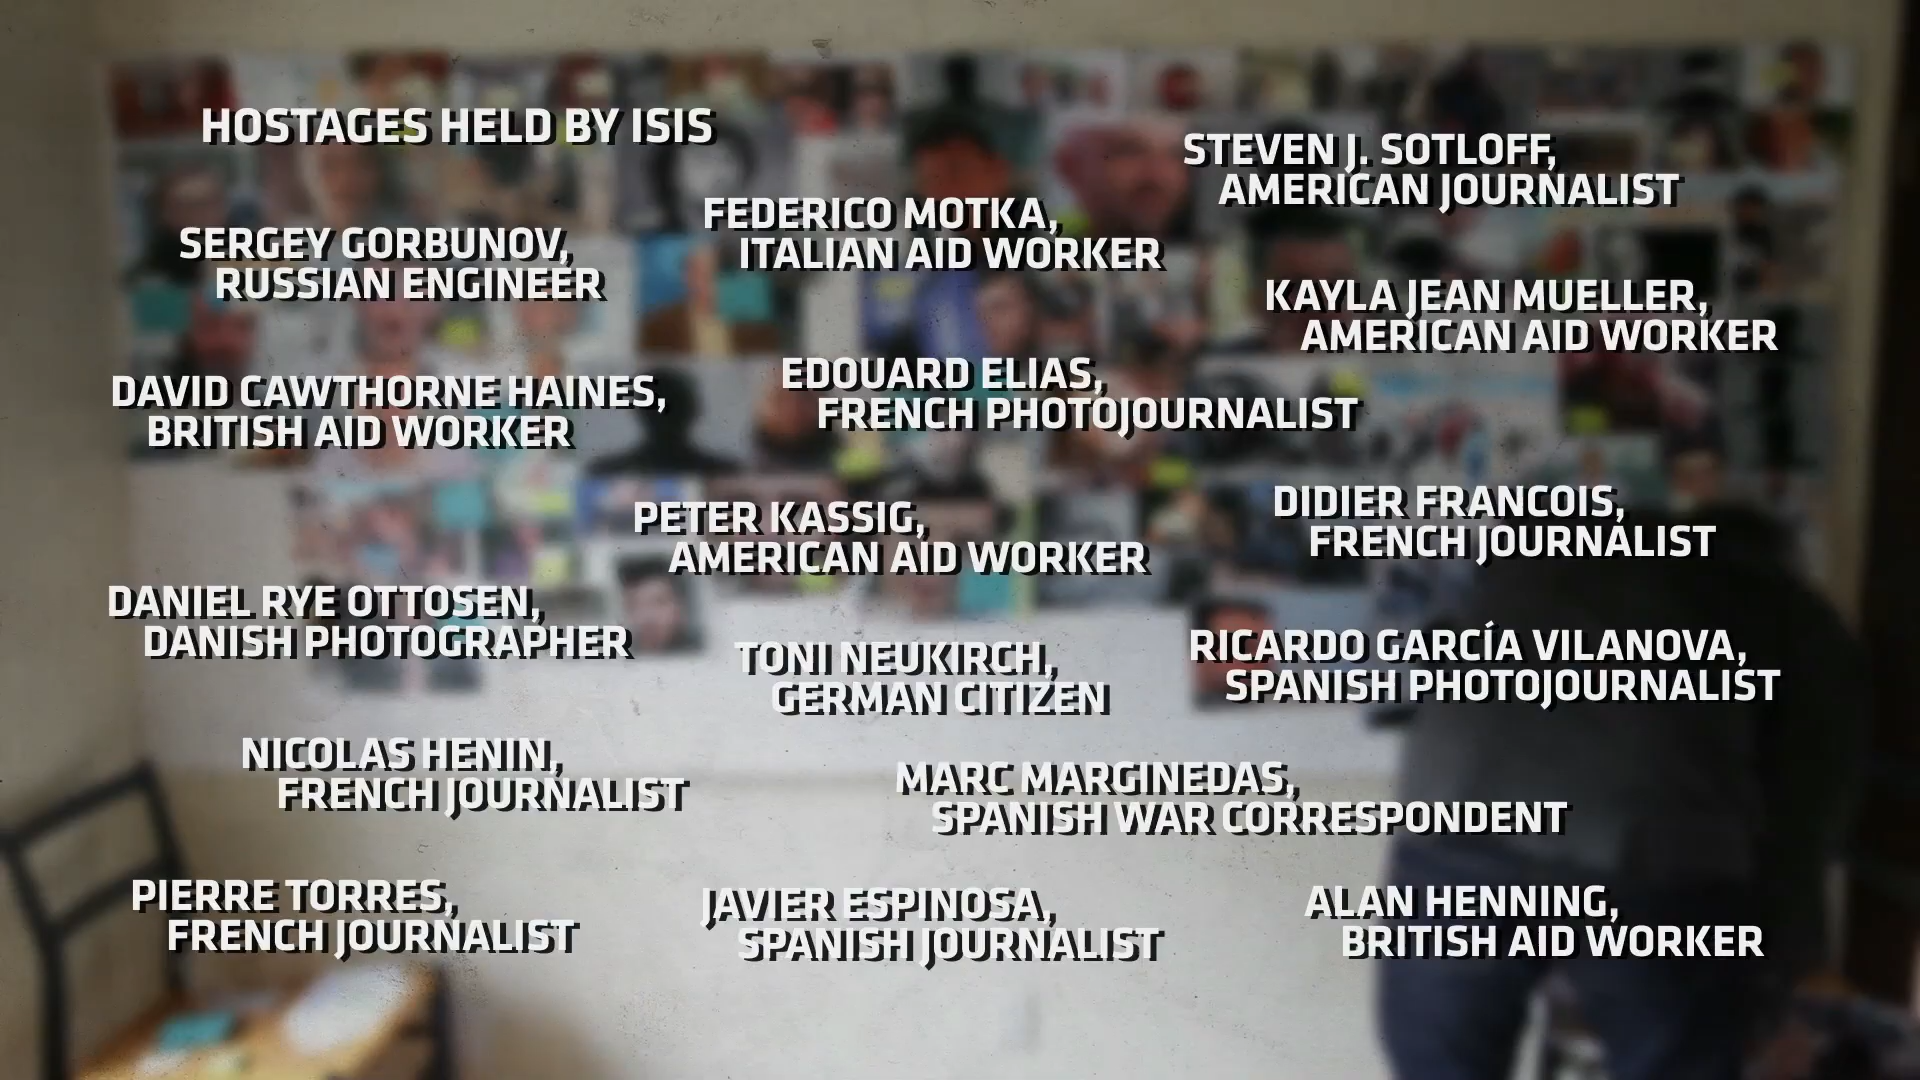 HOSTAGES HELD BY ISIS
SERGEY GORBUNOV,
RUSSIAN ENGINEER
DAVID CAWTHORNE HAINES,
BRITISH AID WORKER
DANIEL RYE OTTOSEN,
DANISH PHOTOGRAPHER
NICOLAS HENIN,
FRENCH JOURNALIST
PIERRE TORRES,
FRENCH JOURNALIST
FEDERICO MOTKA,
ITALIAN AID WORKER
EDOUARD ELIAS,
FRENCH PHOTOJOURNALIST
PETER KASSIG,
AMERICAN AID WORKER
TONI NEUKIRCH,
GERMAN CITIZEN
MARC MARGINEDAS,
SPANISH WAR CORRESPONDENT
JAVIER ESPINOSA,
SPANISH JOURNALIST
STEVEN J. SOTLOFF,
AMERICAN JOURNALIST
KAYLA JEAN MUELLER,
AMERICAN AID WORKER
DIDIER FRANCOIS,
FRENCH JOURNALIST
RICARDO GARCÍA VILANOVA,
SPANISH PHOTOJOURNALIST
ALAN HENNING,
BRITISH AID WORKER